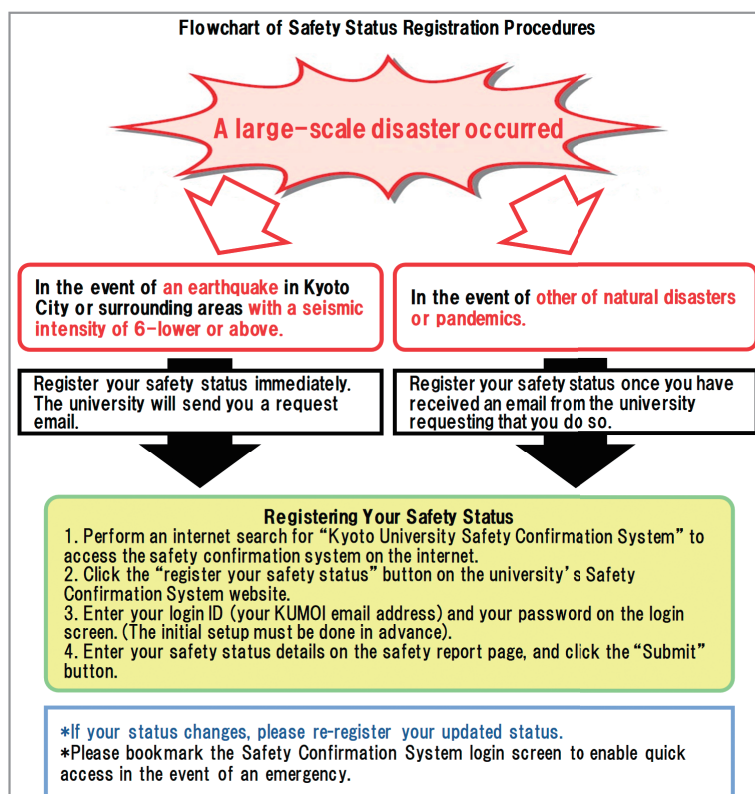 Flowchart of Safety Status Registration Procedures
A large-scale disaster occurred
In the event of an earthquake in Kyoto
City or surrounding areas with a seismic
intensity of 6-lower or above.
In the event of other of natural disasters
or pandemics.
Register your safety status immediately.
The university will send you a request
email.
Register your safety status once you have
received an email from the university
requesting that you do so.
Registering Your Safety Status
1. Perform an internet search for “Kyoto University Safety Confirmation System” to
access the safety confirmation system on the internet.
2. Click the “register your safety status” button on the university’s Safety
Confirmation System website.
3. Enter your login ID (your KUMOI email address) and your password on the login
screen. (The initial setup must be done in advance).
4. Enter your safety status details on the safety report page, and click the “Submit”
button.
*If your status changes, please re-register your updated status.
*Please bookmark the Safety Confirmation System login screen to enable quick
access in the event of an emergency.